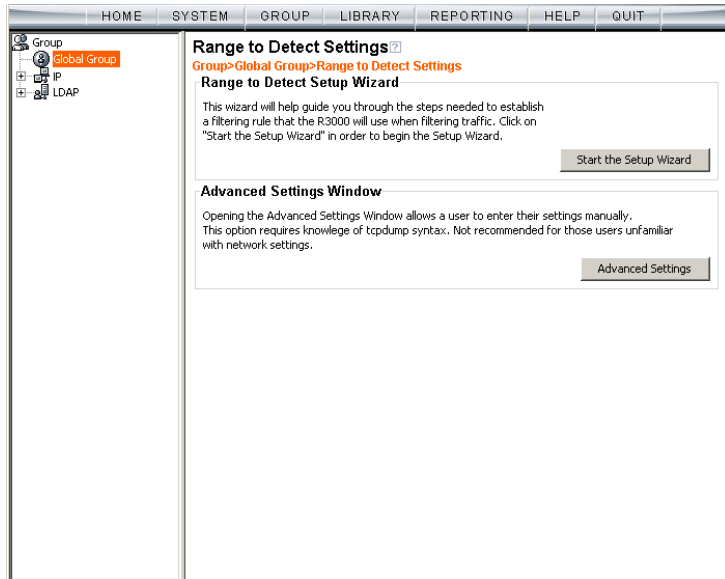 HOME SYSTEM GROUP LIBRARY REPORTING HELP QUIT
Group
Global Group
IP
LDAP
Range to Detect Settings?
Group>Global Group>Range to Detect Settings
Range to Detect Setup Wizard
This wizard will help guide you through the steps needed to establish
a filtering rule that the R3000 will use when filtering traffic. Click on
"Start the Setup Wizard" in order to begin the Setup Wizard.
Start the Setup Wizard
Advanced Settings Window
Opening the Advanced Settings Window allows a user to enter their settings manually.
This option requires knowlege of tcpdump syntax. Not recommended for those users unfamiliar
with network settings.
Advanced Settings